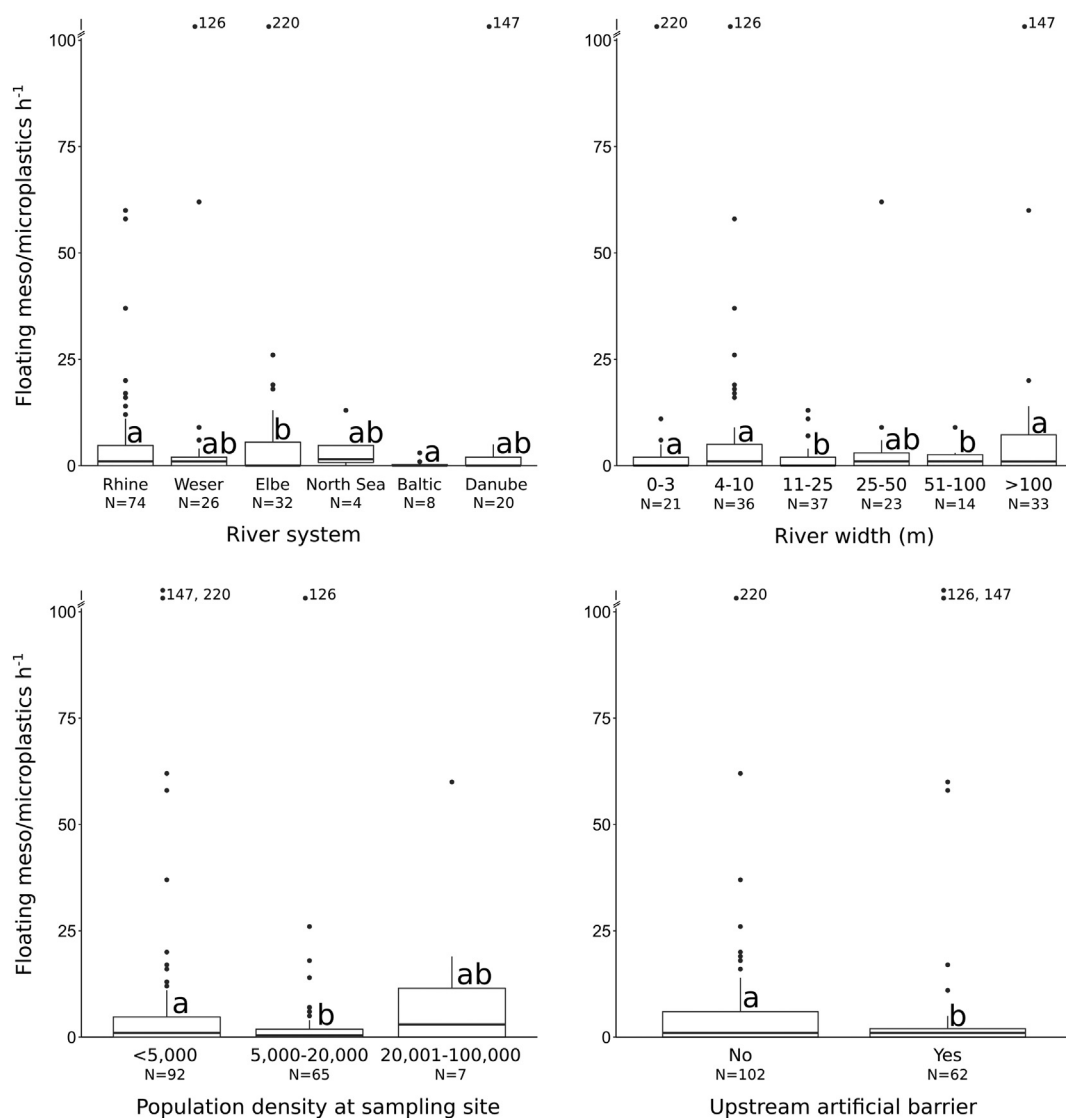 126 220 147
100
75
50
25
0
Floating meso/microplastics h-1
a ab b ab a ab
Rhine Weser Elbe North Sea Baltic Danube
N=74 N=26 N=32 N=4 N=8 N=20
River system
220 126 147
100
75
50
25
0
a a b ab b a
0-3 4-10 11-25 25-50 51-100 >100
N=21 N=36 N=37 N=23 N=14 N=33
River width (m)
147, 220 126
100
75
50
25
0
Floating meso/microplastics h-1
a b ab
<5,000 5,000-20,000 20,001-100,000
N=92 N=65 N=7
Population density at sampling site
220 126, 147
100
75
50
25
0
a b
No Yes
N=102 N=62
Upstream artificial barrier